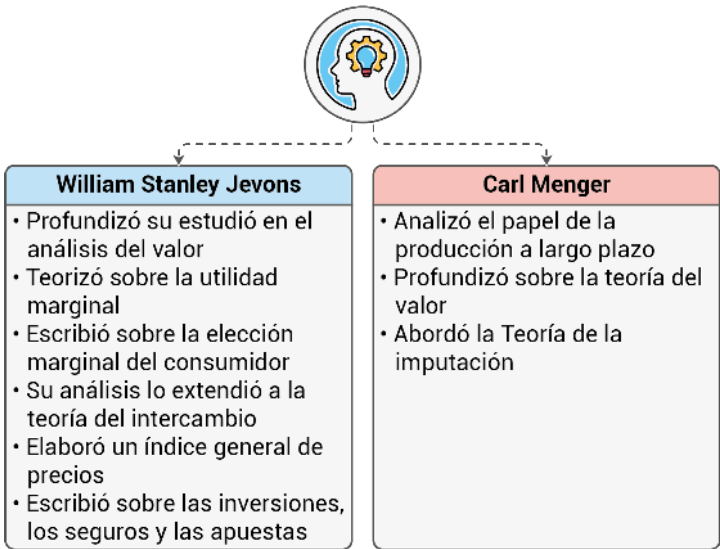 William Stanley Jevons
• Profundizó su estudió en el
análisis del valor
• Teorizó sobre la utilidad
marginal
• Escribió sobre la elección
marginal del consumidor
• Su análisis lo extendió a la
teoría del intercambio
• Elaboró un índice general de
precios
• Escribió sobre las inversiones,
los seguros y las apuestas
Carl Menger
• Analizó el papel de la
producción a largo plazo
• Profundizó sobre la teoría del
valor
• Abordó la Teoría de la
imputación